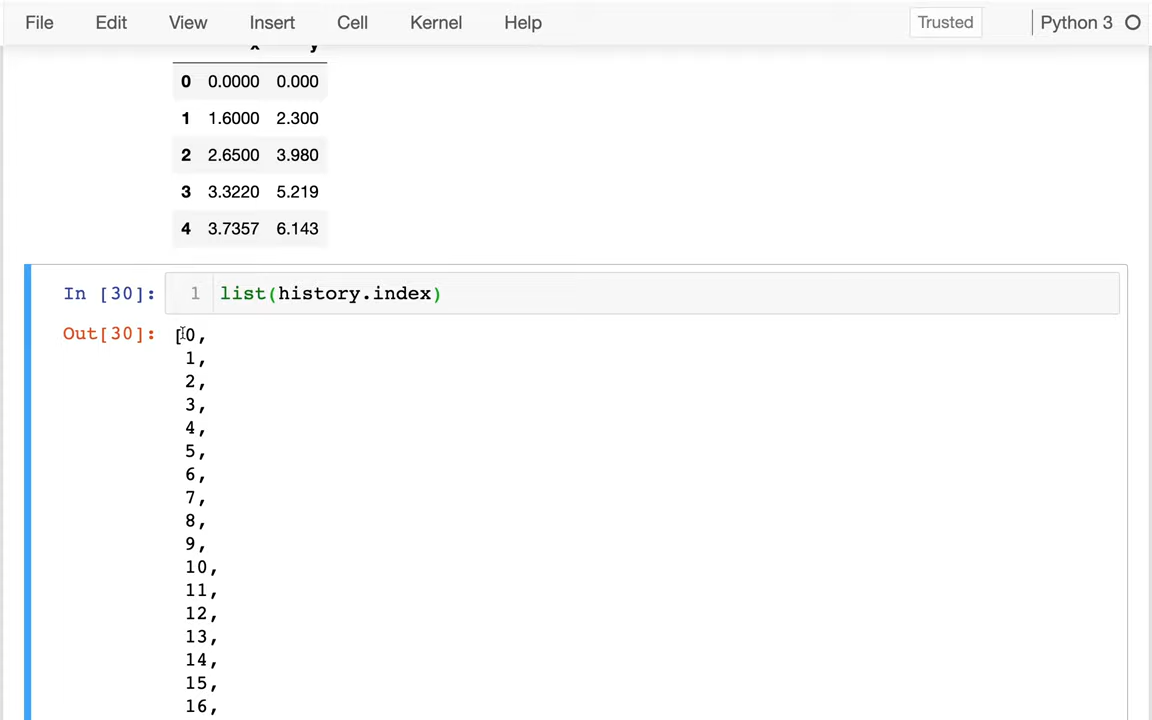 File Edit View Insert Cell Kernel Help Trusted Python 3
x y
0 0.0000 0.000
1 1.6000 2.300
2 2.6500 3.980
3 3.3220 5.219
4 3.7357 6.143
In [30]: 1 list(history.index)
Out[30]: [0,
1,
2,
3,
4,
5,
6,
7,
8,
9,
10,
11,
12,
13,
14,
15,
16,